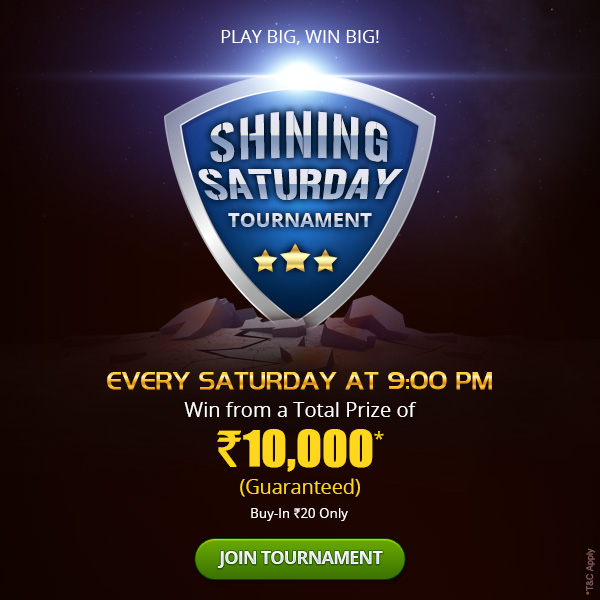 PLAY BIG, WIN BIG!
SHINING
SATURDAY
TOURNAMENT
EVERY SATURDAY AT 9:00 PM
Win from a Total Prize of
₹10,000*
(Guaranteed)
Buy-In ₹20 Only
JOIN TOURNAMENT
*T&C Apply